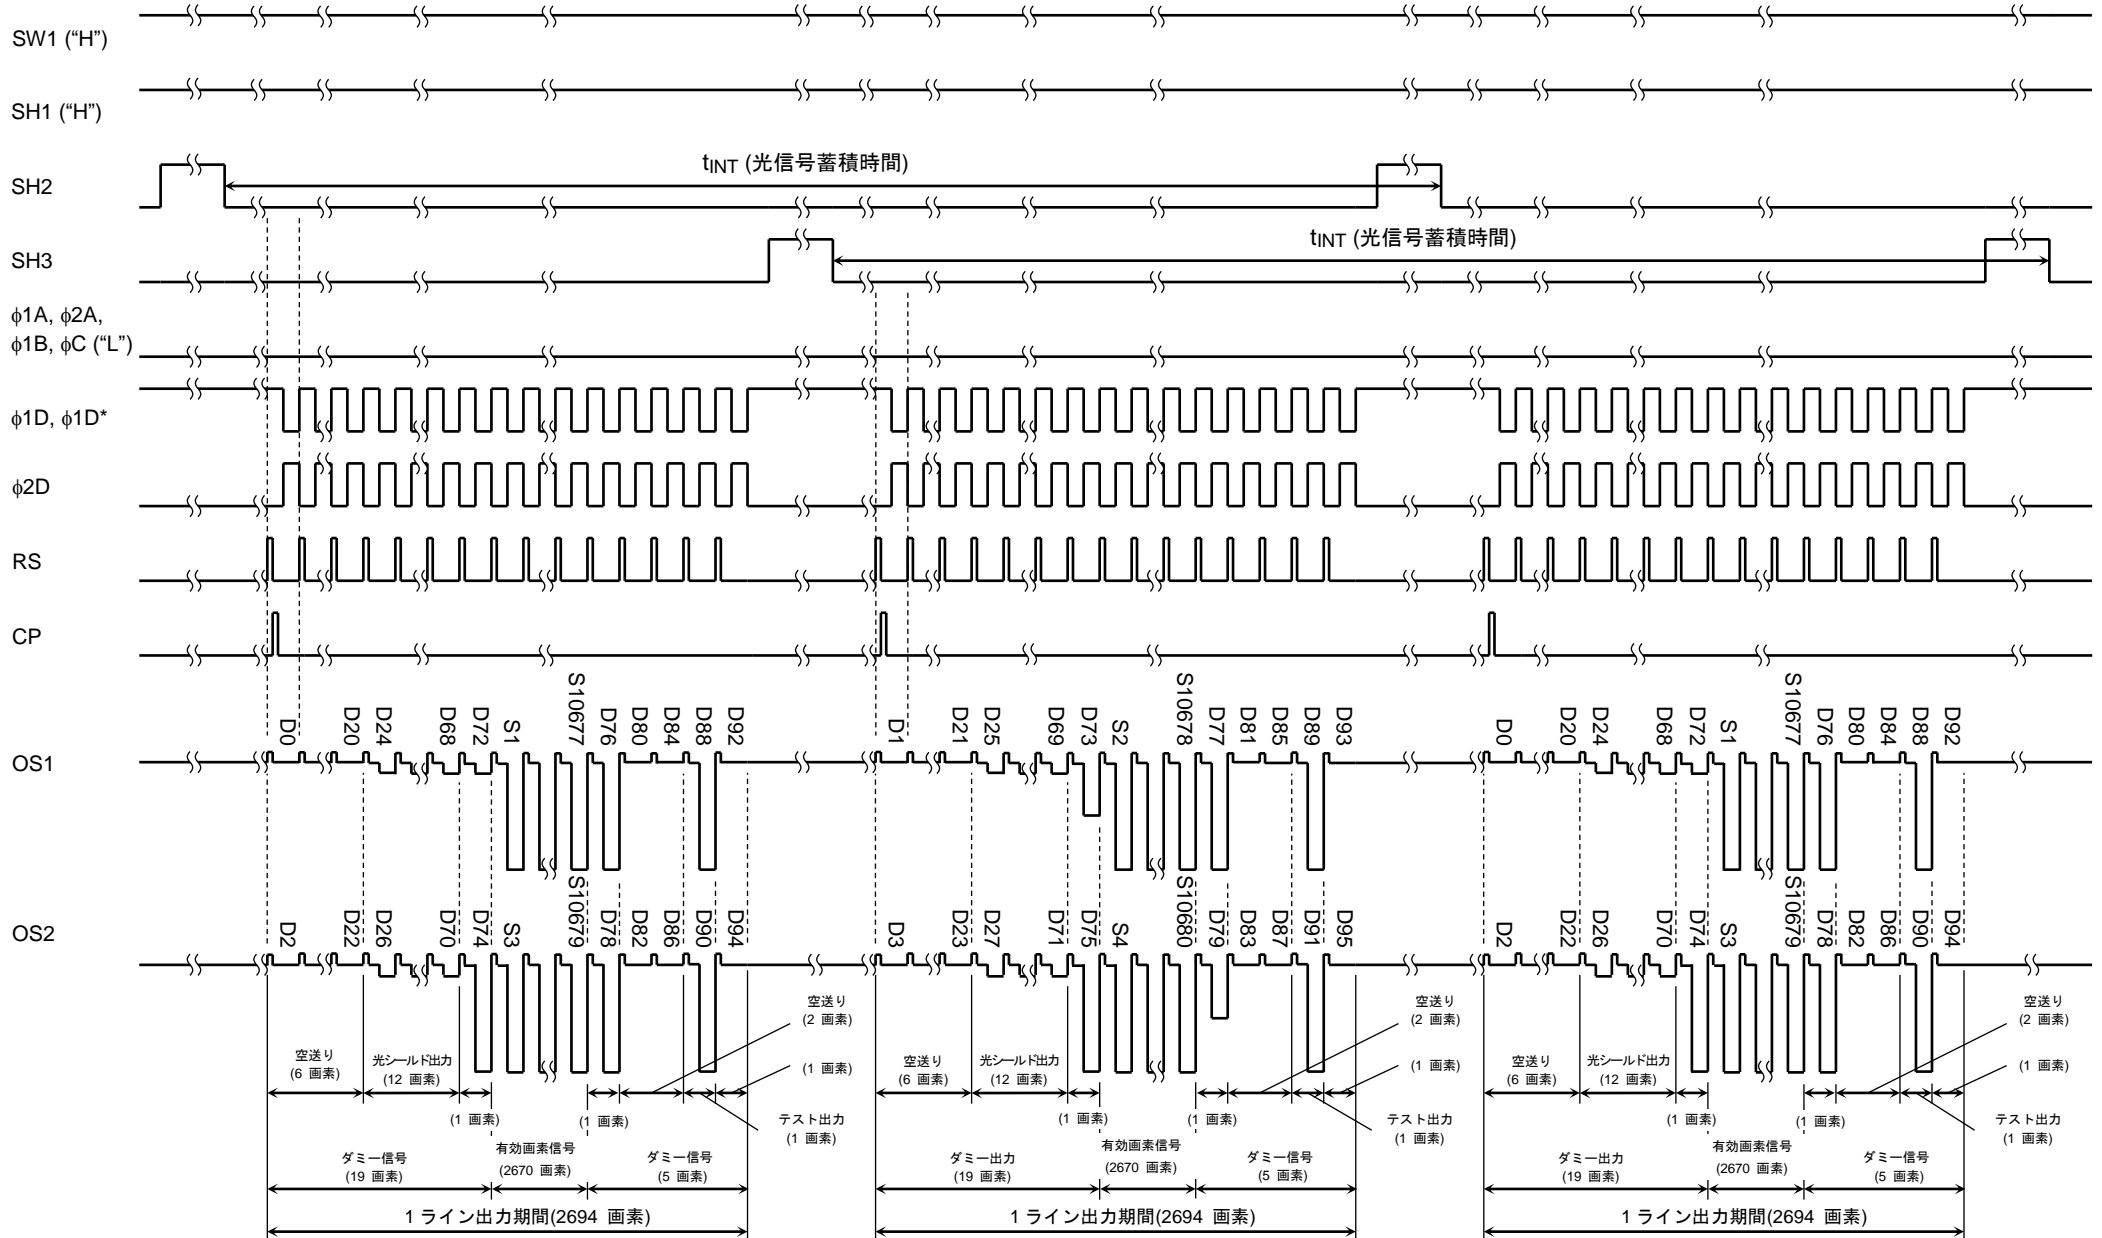 SW1 (“H”)
SH1 (“H”)
tINT (光信号蓄積時間)
SH2
tINT (光信号蓄積時間)
SH3
ϕ1A, ϕ2A,
ϕ1B, ϕC (“L”)
ϕ1D, ϕ1D*
ϕ2D
RS
CP
OS1
D0 D20 D24 D68 D72 S1 S10677 D76 D80 D84 D88 D92
D1 D21 D25 D69 D73 S2 S10678 D77 D81 D85 D89 D93
D0 D20 D24 D68 D72 S1 S10677 D76 D80 D84 D88 D92
OS2
D2 D22 D26 D70 D74 S3 S10679 D78 D82 D86 D90 D94
D3 D23 D27 D71 D75 S4 S10680 D79 D83 D87 D91 D95
D2 D22 D26 D70 D74 S3 S10679 D78 D82 D86 D90 D94
空送り
(6 画素)
光シールド出力
(12 画素)
(1 画素)
(1 画素)
空送り
(2 画素)
(1 画素)
テスト出力
(1 画素)
ダミー信号
(19 画素)
有効画素信号
(2670 画素)
ダミー信号
(5 画素)
1 ライン出力期間(2694 画素)
空送り
(6 画素)
光シールド出力
(12 画素)
(1 画素)
(1 画素)
空送り
(2 画素)
(1 画素)
テスト出力
(1 画素)
ダミー出力
(19 画素)
有効画素信号
(2670 画素)
ダミー信号
(5 画素)
1 ライン出力期間(2694 画素)
空送り
(6 画素)
光シールド出力
(12 画素)
(1 画素)
(1 画素)
空送り
(2 画素)
(1 画素)
テスト出力
(1 画素)
ダミー出力
(19 画素)
有効画素信号
(2670 画素)
ダミー信号
(5 画素)
1 ライン出力期間(2694 画素)